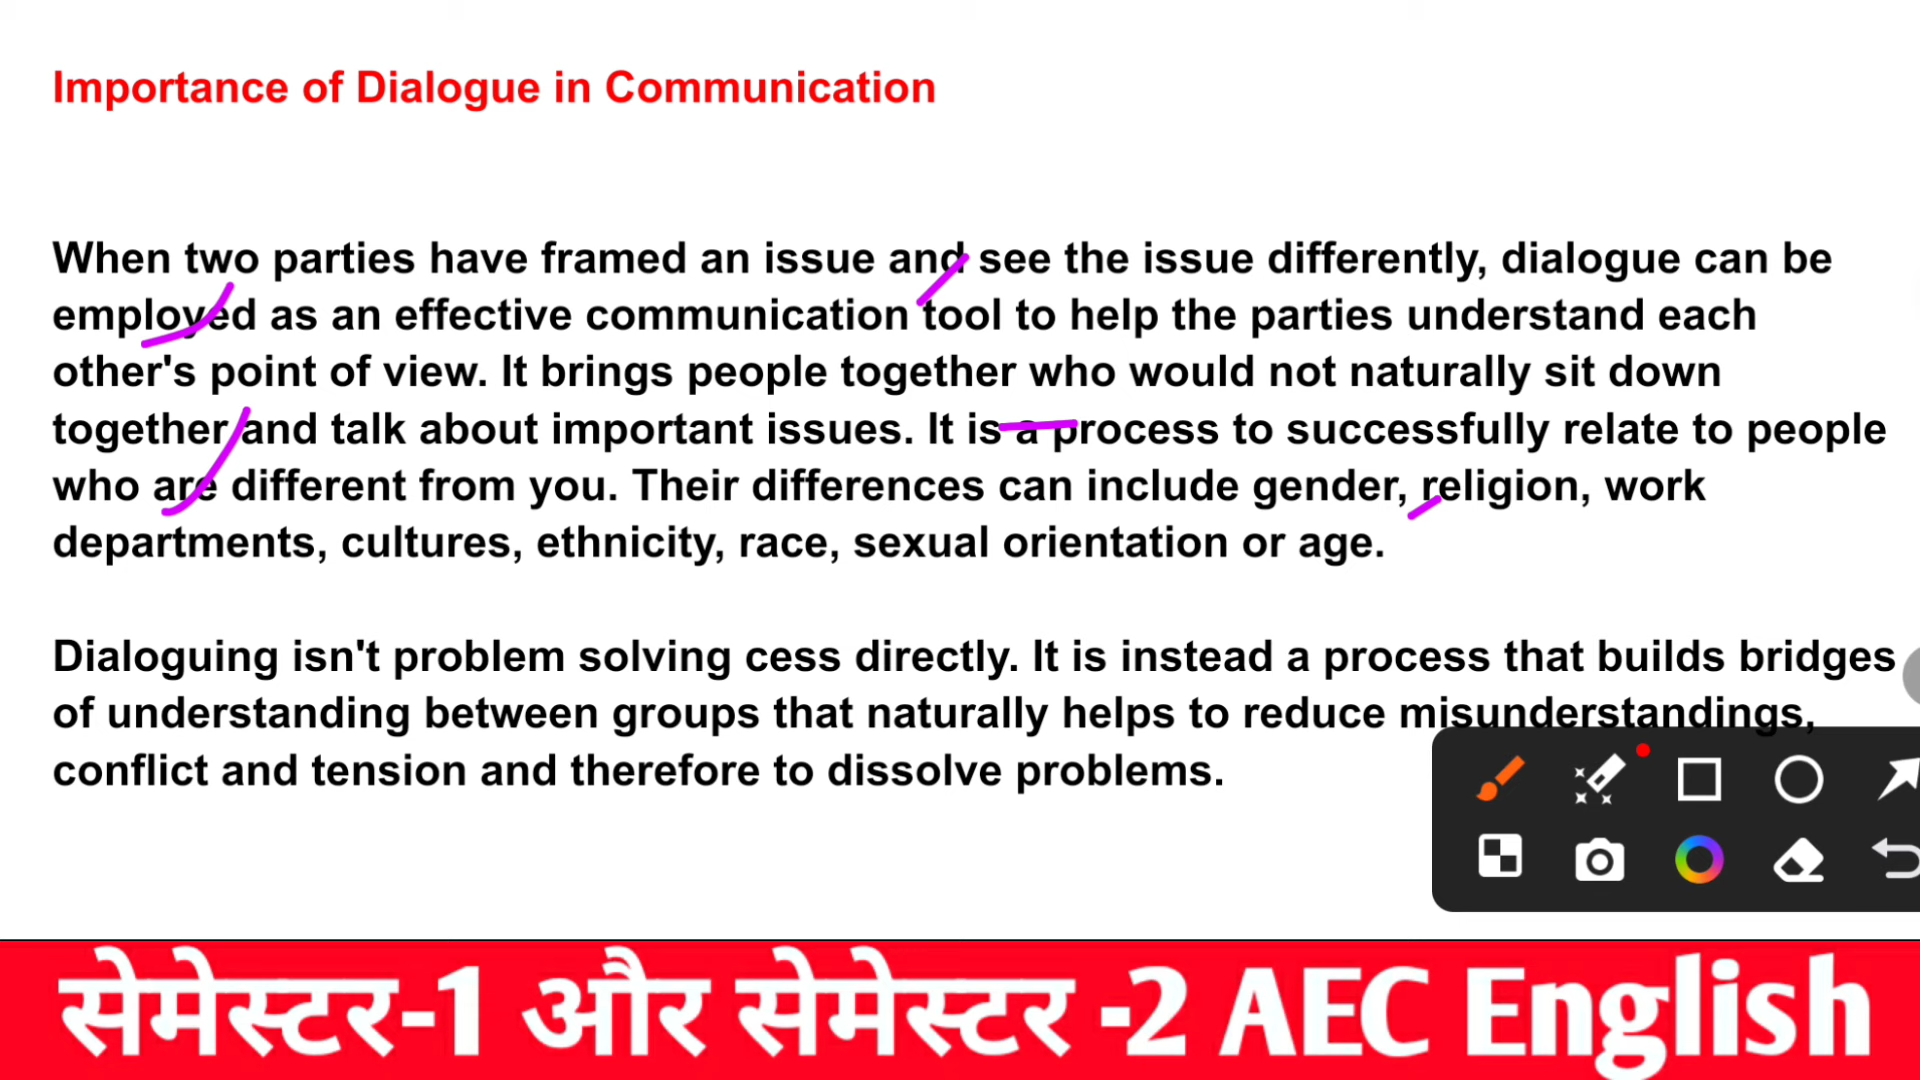 Importance of Dialogue in Communication
When two parties have framed an issue and see the issue differently, dialogue can be
employed as an effective communication tool to help the parties understand each
other's point of view. It brings people together who would not naturally sit down
together and talk about important issues. It is a process to successfully relate to people
who are different from you. Their differences can include gender, religion, work
departments, cultures, ethnicity, race, sexual orientation or age.
Dialoguing isn't problem solving cess directly. It is instead a process that builds bridges
of understanding between groups that naturally helps to reduce misunderstandings,
conflict and tension and therefore to dissolve problems.
सेमेस्टर-1 और सेमेस्टर -2 AEC English